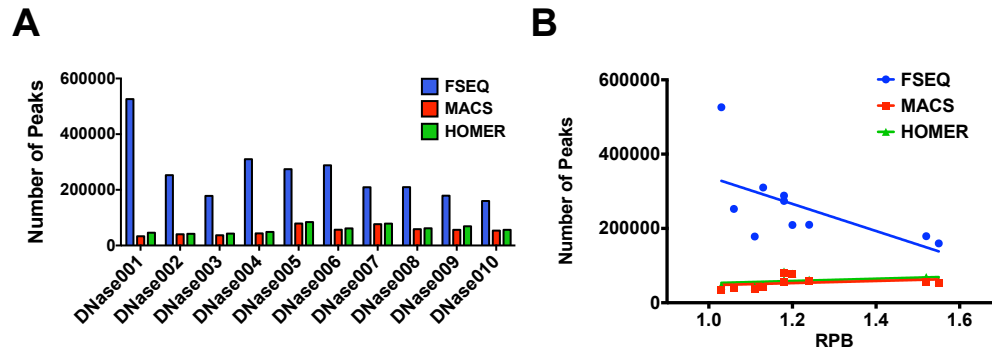 A
Number of Peaks
600000
400000
200000
0
FSEQ
MACS
HOMER
DNase001
DNase002
DNase003
DNase004
DNase005
DNase006
DNase007
DNase008
DNase009
DNase010
B
Number of Peaks
600000
400000
200000
0
FSEQ
MACS
HOMER
1.0 1.2 1.4 1.6
RPB